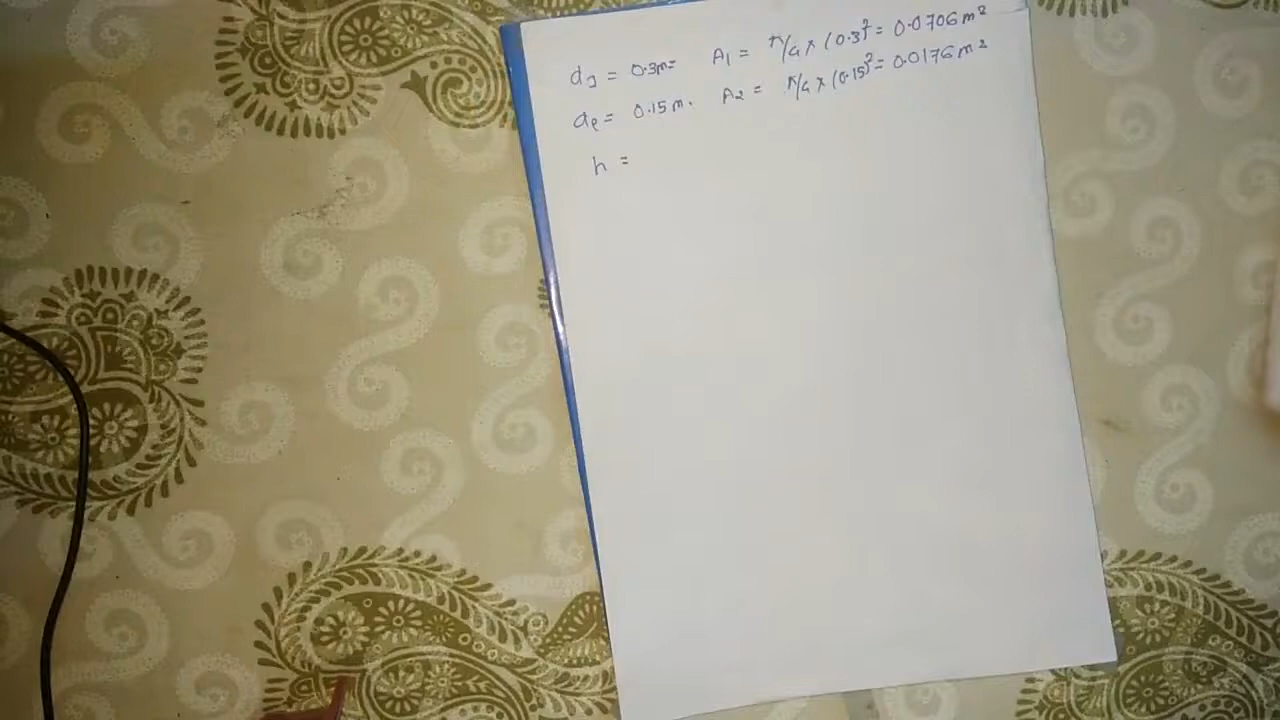 d1 = 0.3m= A1 = π/4 × (0.3)² = 0.0706 m²
d2 = 0.15 m. A2 = π/4 × (0.15)² = 0.0176 m²
h =